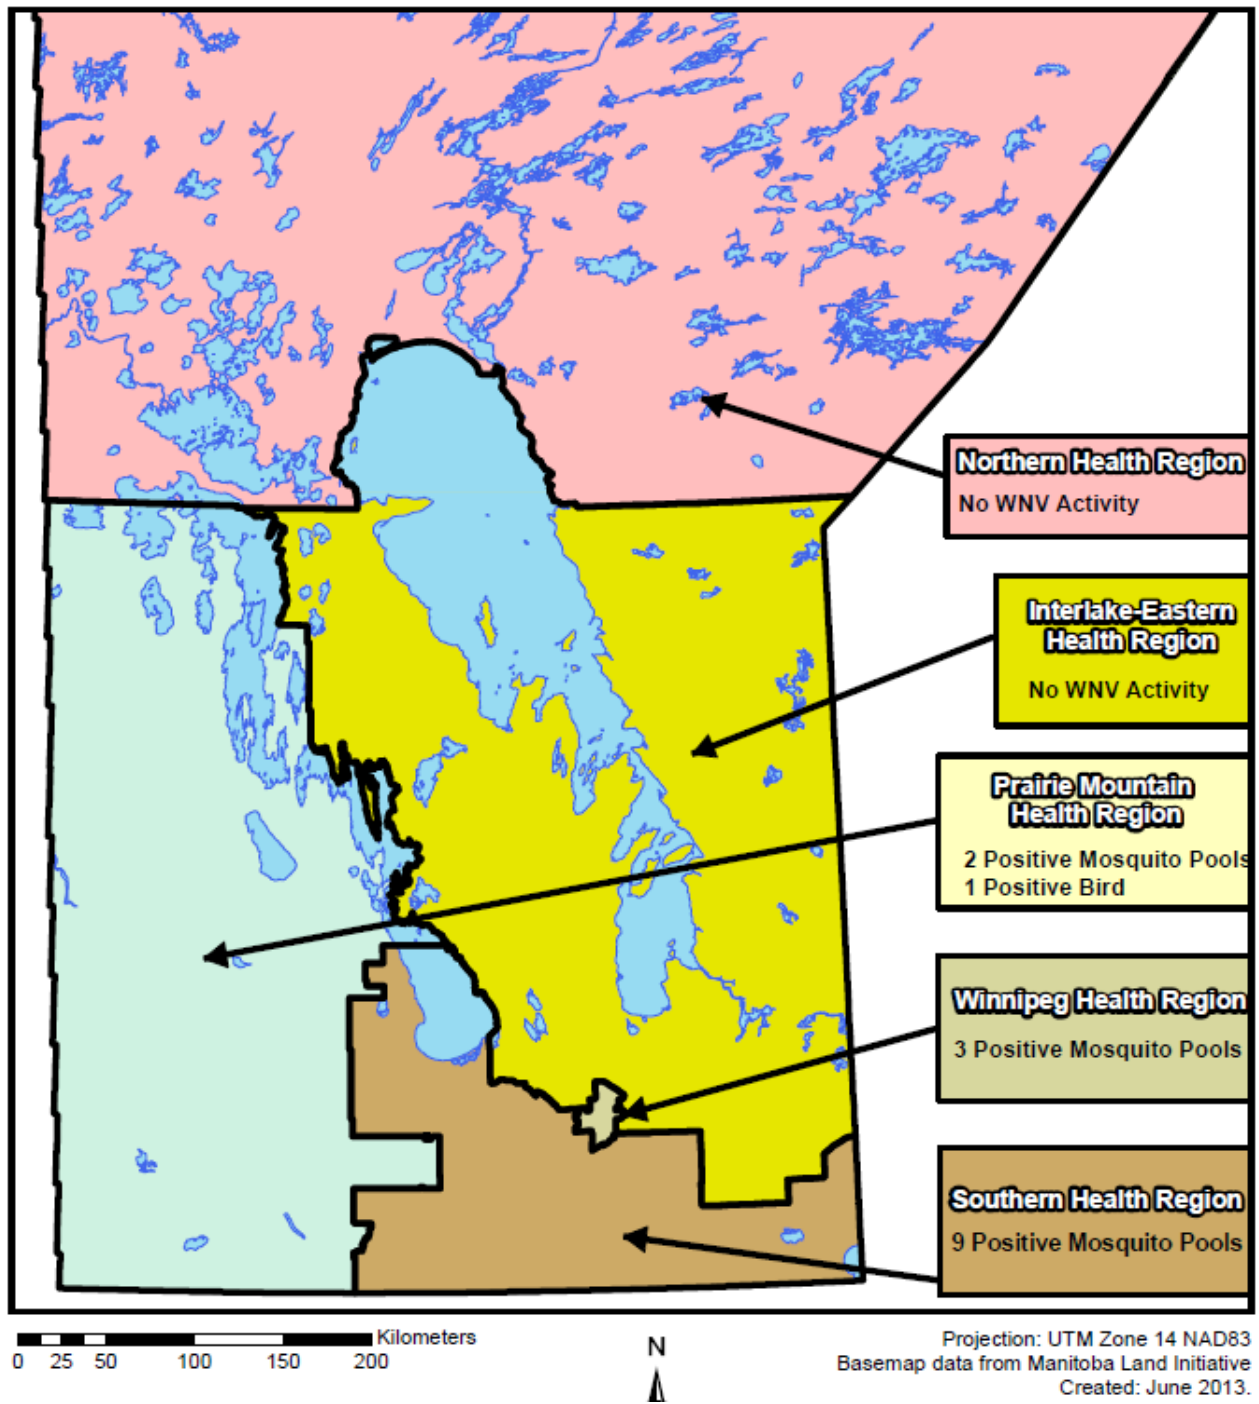 Northern Health Region
No WNV Activity
Interlake-Eastern
Health Region
No WNV Activity
Prairie Mountain
Health Region
2 Positive Mosquito Pools
1 Positive Bird
Winnipeg Health Region
3 Positive Mosquito Pools
Southern Health Region
9 Positive Mosquito Pools
Kilometers
0 25 50 100 150 200
N
Projection: UTM Zone 14 NAD83
Basemap data from Manitoba Land Initiative
Created: June 2013.